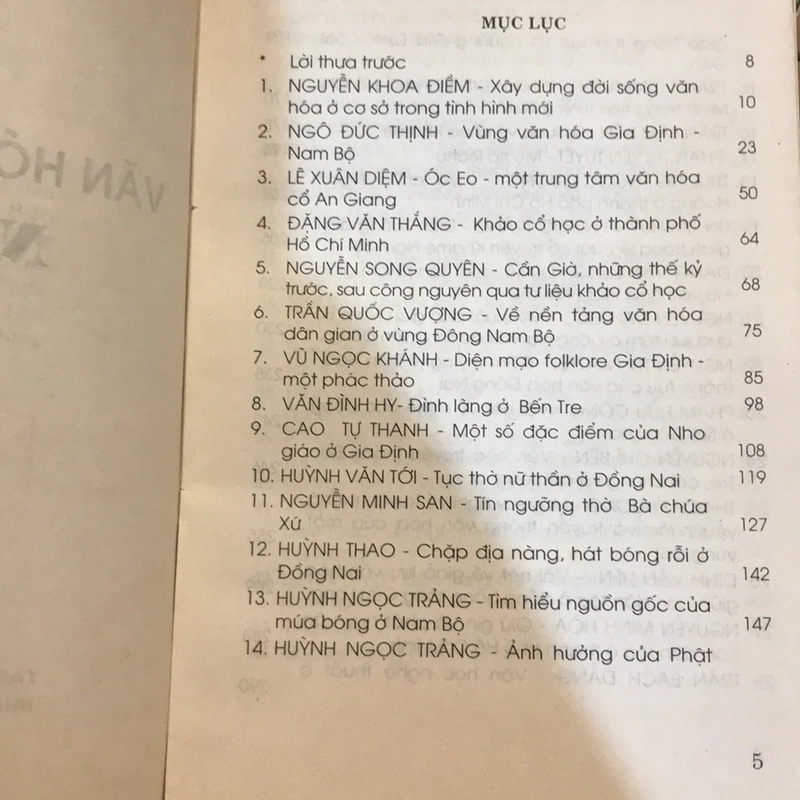 MỤC LỤC
* Lời thưa trước 8
1. NGUYỄN KHOA ĐIỀM - Xây dựng đời sống văn
hóa ở cơ sở trong tình hình mới 10
2. NGÔ ĐỨC THỊNH - Vùng văn hóa Gia Định -
Nam Bộ 23
3. LÊ XUÂN DIỆM - Óc Eo - một trung tâm văn hóa
cổ An Giang 50
4. ĐẶNG VĂN THẮNG - Khảo cổ học ở thành phố
Hồ Chí Minh 64
5. NGUYỄN SONG QUYÊN - Cần Giờ, những thế kỷ
trước, sau công nguyên qua tư liệu khảo cổ học 68
6. TRẦN QUỐC VƯỢNG - Về nền tảng văn hóa
dân gian ở vùng Đông Nam Bộ 75
7. VŨ NGỌC KHÁNH - Diện mạo folklore Gia Định -
một phác thảo 85
8. VĂN ĐÌNH HY- Đình làng ở Bến Tre 98
9. CAO TỰ THANH - Một số đặc điểm của Nho
giáo ở Gia Định 108
10. HUỲNH VĂN TỚI - Tục thờ nữ thần ở Đồng Nai 119
11. NGUYỄN MINH SAN - Tín ngưỡng thờ Bà chúa
Xứ 127
12. HUỲNH THAO - Chặp địa nàng, hát bóng rỗi ở
Đồng Nai 142
13. HUỲNH NGỌC TRẢNG - Tìm hiểu nguồn gốc của
múa bóng ở Nam Bộ 147
14. HUỲNH NGỌC TRẢNG - Ảnh hưởng của Phật
5